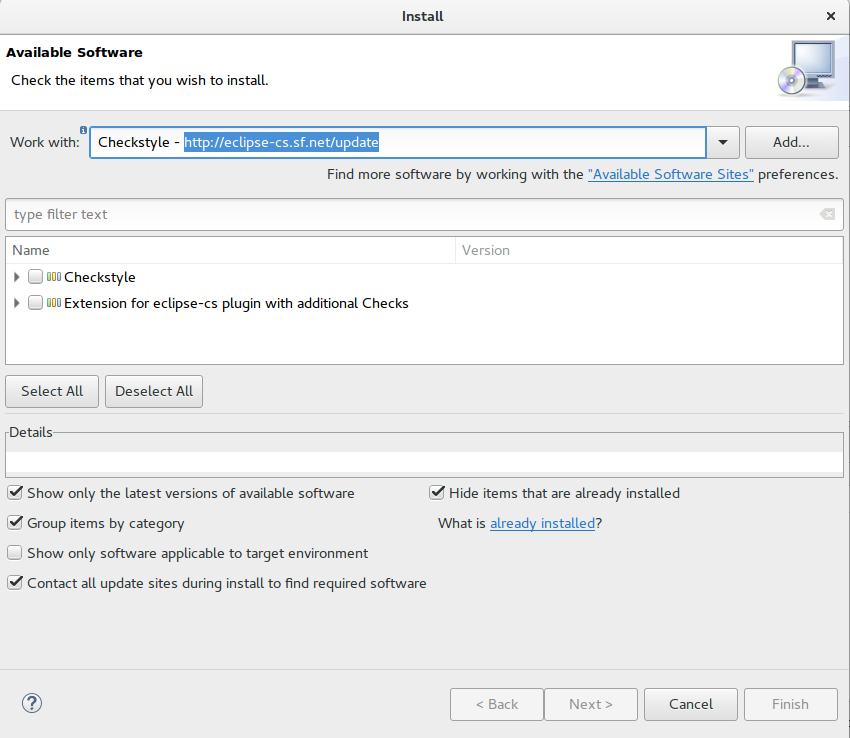 Install
Available Software
Check the items that you wish to install.
Work with: Checkstyle - http://eclipse-cs.sf.net/update Add...
Find more software by working with the "Available Software Sites" preferences.
type filter text
Name Version
Checkstyle
Extension for eclipse-cs plugin with additional Checks
Select All Deselect All
Details
Show only the latest versions of available software Hide items that are already installed
Group items by category What is already installed?
Show only software applicable to target environment
Contact all update sites during install to find required software
? < Back Next > Cancel Finish